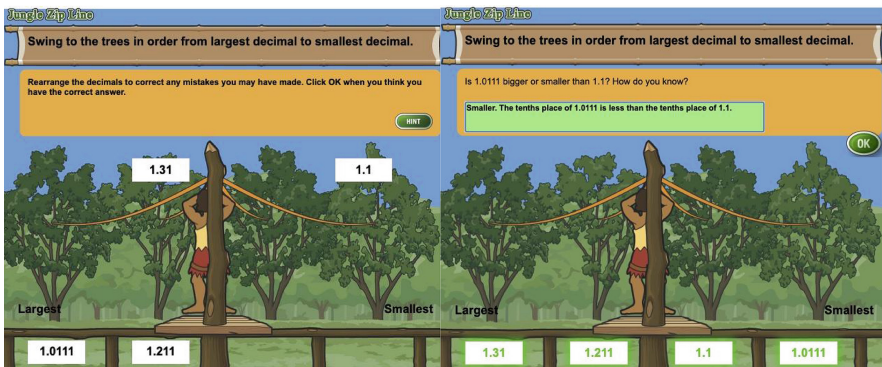 Jungle Zip Line
Swing to the trees in order from largest decimal to smallest decimal.
Rearrange the decimals to correct any mistakes you may have made. Click OK when you think you
have the correct answer.
HINT
1.31
1.1
Largest
Smallest
1.0111
1.211
Jungle Zip Line
Swing to the trees in order from largest decimal to smallest decimal.
Is 1.0111 bigger or smaller than 1.1? How do you know?
Smaller. The tenths place of 1.0111 is less than the tenths place of 1.1.
OK
Largest
Smallest
1.31
1.211
1.1
1.0111